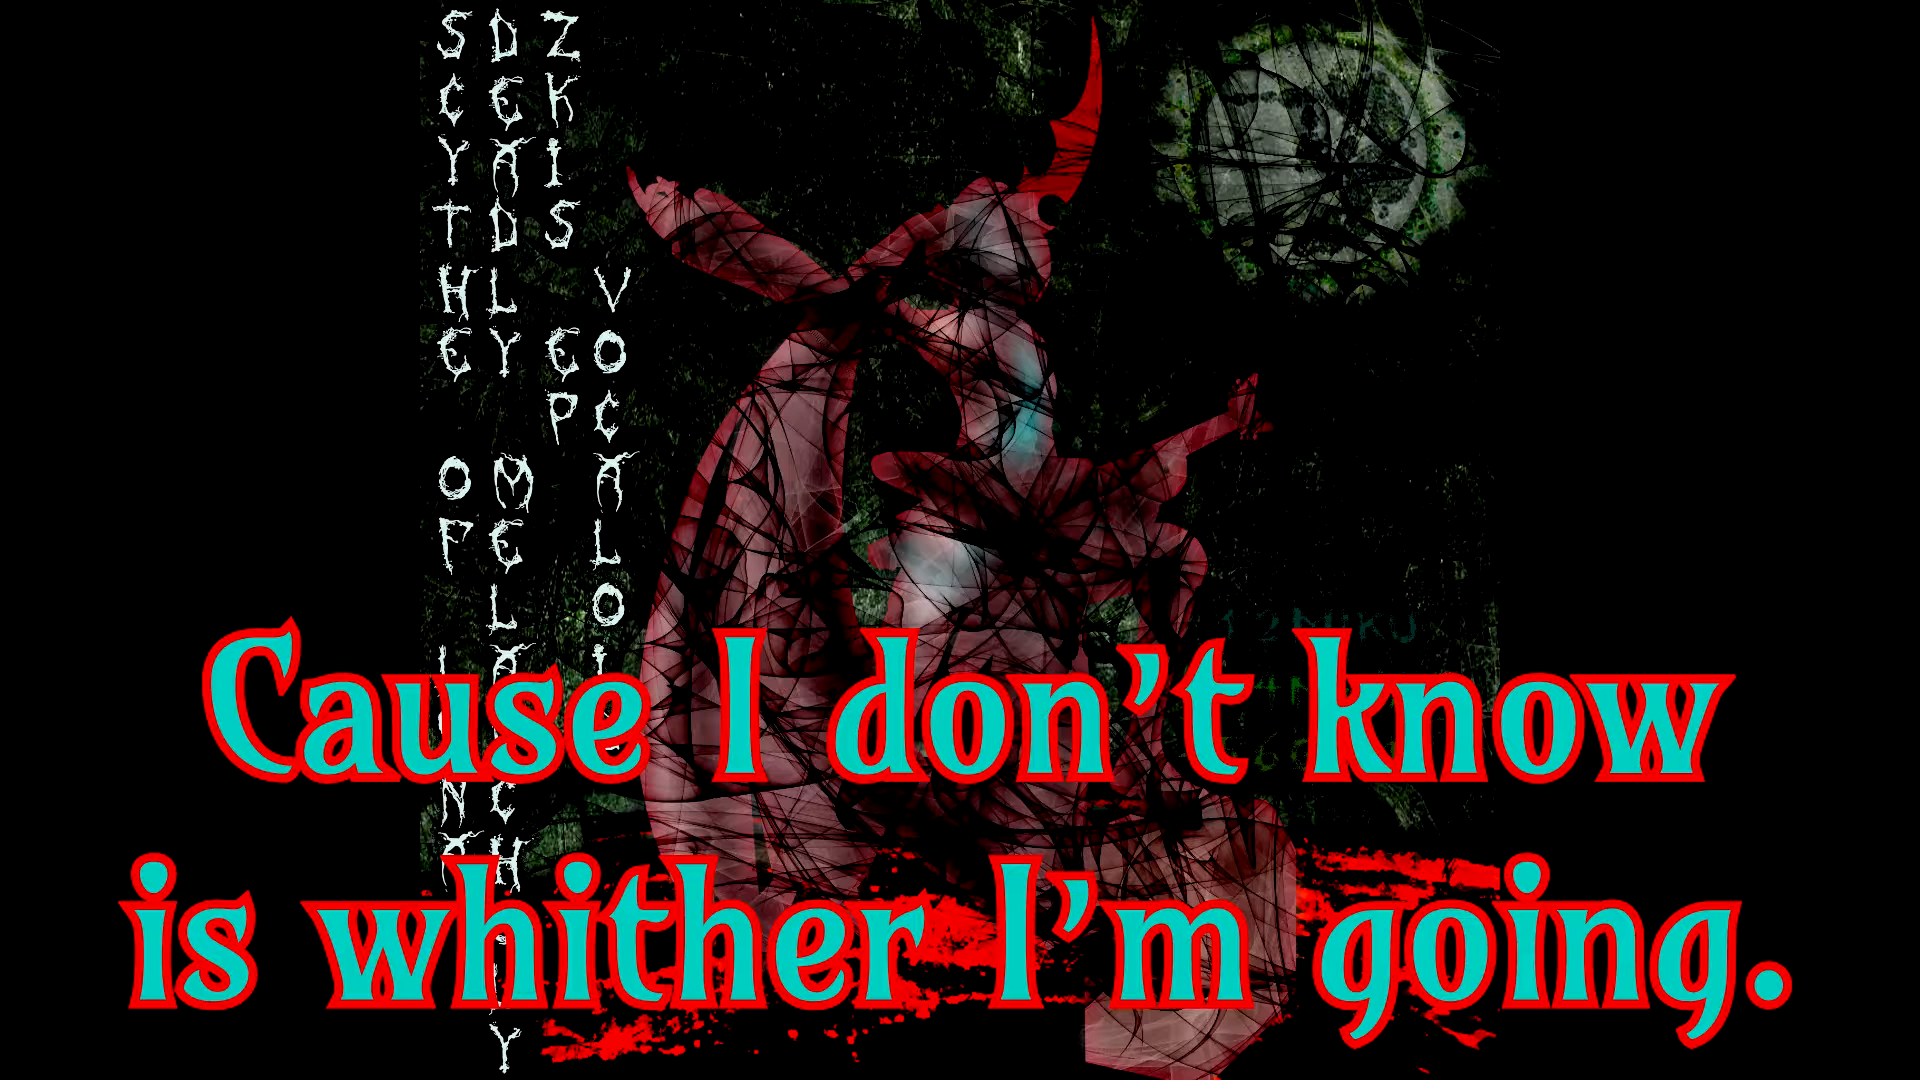 SCYTHE OF
DEADLY MELANCHOLY
ZKIS EP
VOCALOID
Cause I don't know
is whither I'm going.